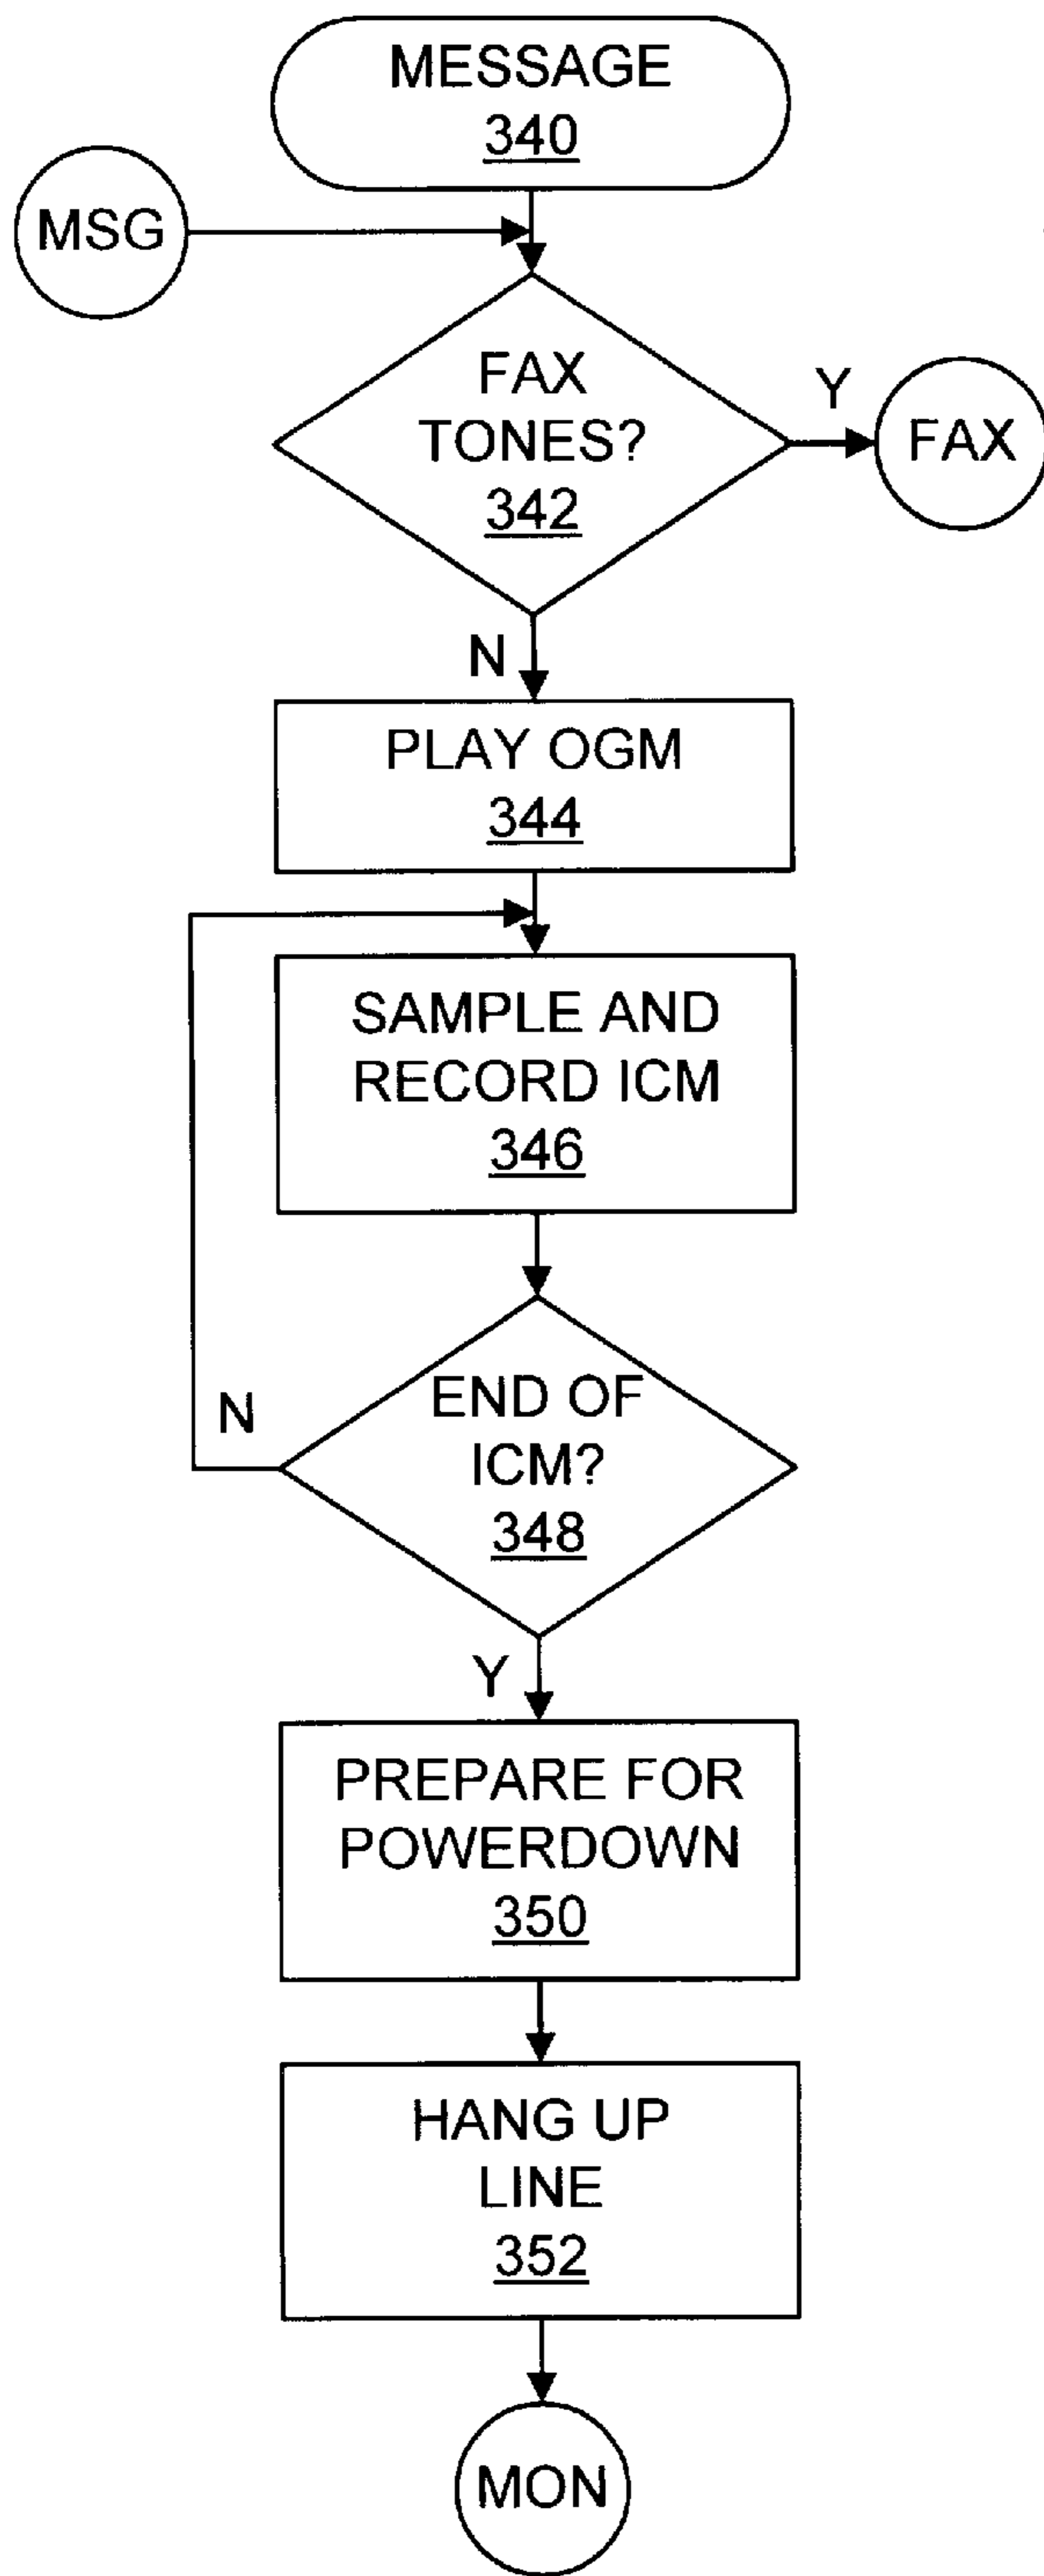 MESSAGE
340
MSG
FAX
TONES?
342
Y
FAX
N
PLAY OGM
344
SAMPLE AND
RECORD ICM
346
END OF
ICM?
348
N
Y
PREPARE FOR
POWERDOWN
350
HANG UP
LINE
352
MON